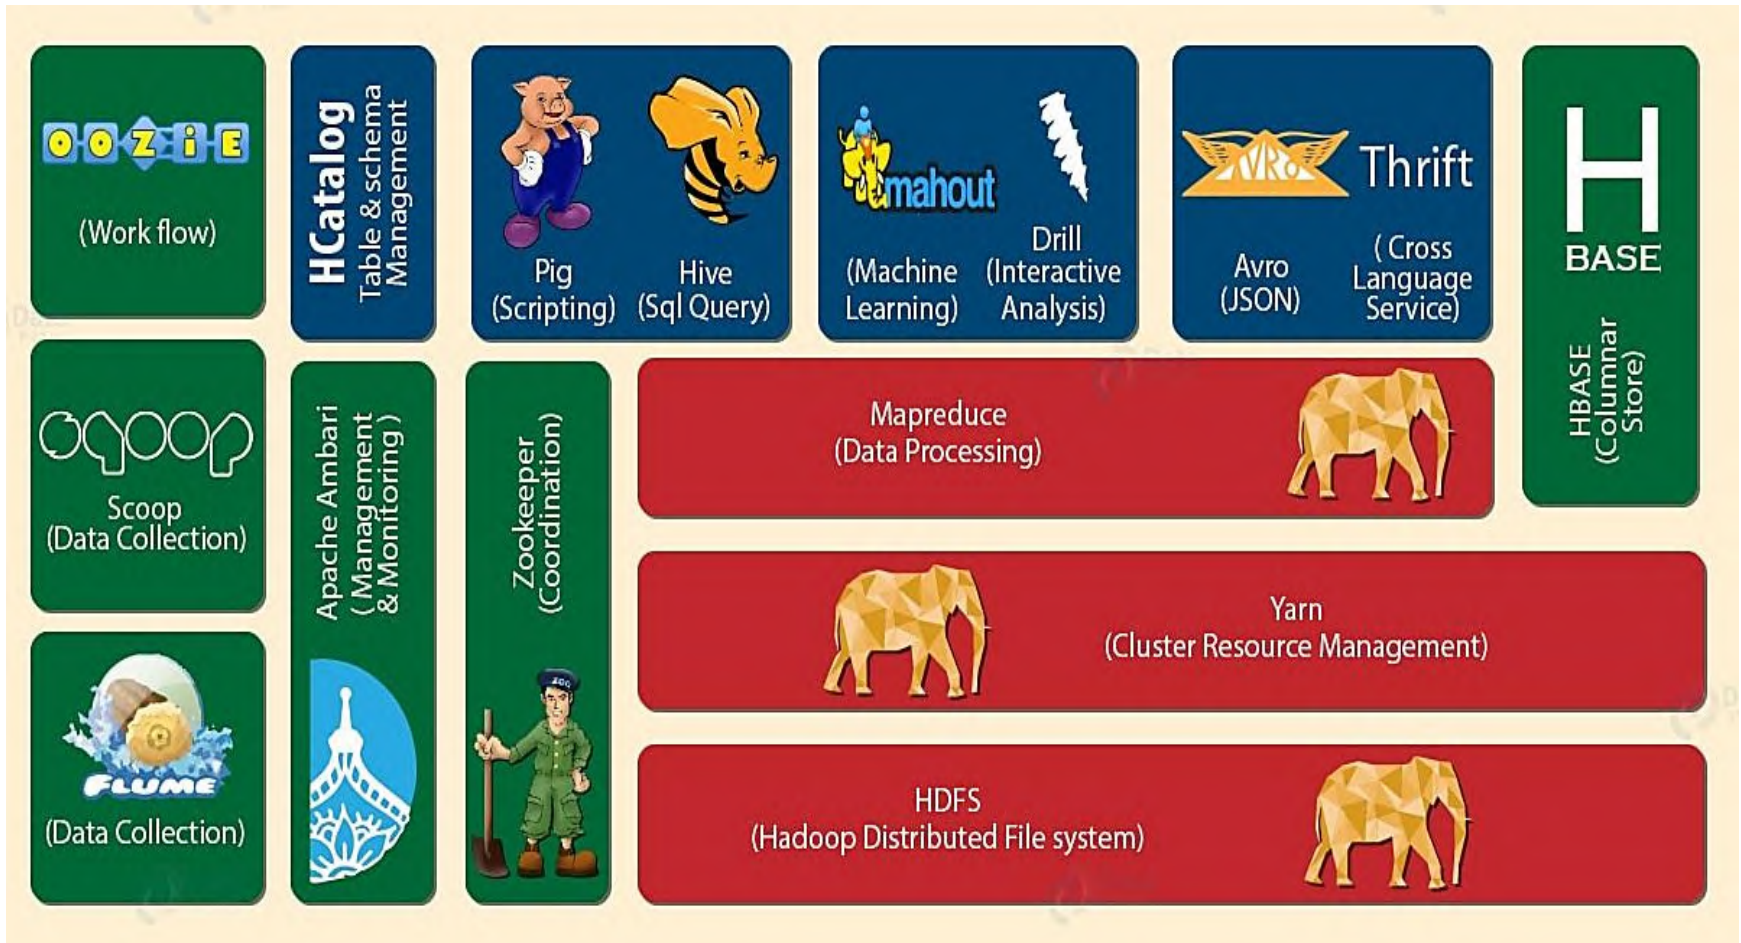 OOZiE
(Work flow)
HCatalog
Table & schema
Management
Pig
(Scripting)
Hive
(Sql Query)
mahout
(Machine
Learning)
Drill
(Interactive
Analysis)
AVRO
Avro
(JSON)
Thrift
( Cross
Language
Service)
H
BASE
HBASE
(Columnar
Store)
sqoop
Scoop
(Data Collection)
Apache Ambari
( Management
& Monitoring )
Zookeeper
(Coordination)
ZOO
Mapreduce
(Data Processing)
Yarn
(Cluster Resource Management)
FLUME
(Data Collection)
HDFS
(Hadoop Distributed File system)